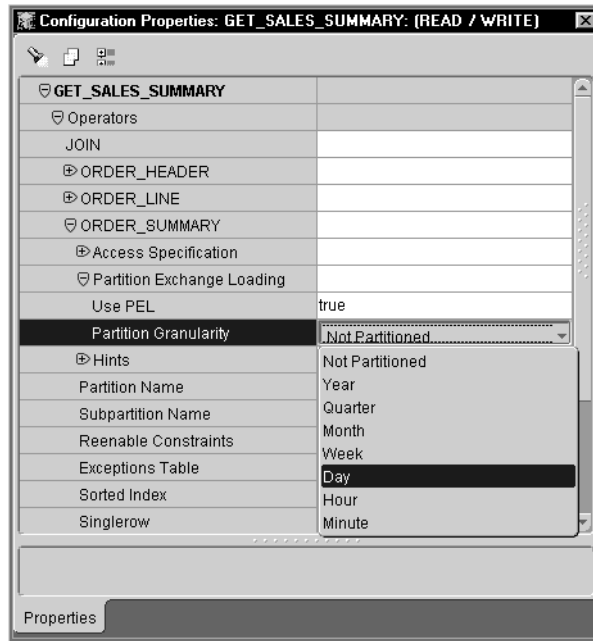 Configuration Properties: GET_SALES_SUMMARY: (READ / WRITE)
GET_SALES_SUMMARY
Operators
JOIN
ORDER_HEADER
ORDER_LINE
ORDER_SUMMARY
Access Specification
Partition Exchange Loading
Use PEL true
Partition Granularity Not Partitioned
Hints Not Partitioned
Year
Partition Name
Quarter
Subpartition Name
Month
Reenable Constraints
Week
Exceptions Table
Day
Sorted Index
Hour
Singlerow Minute
Properties